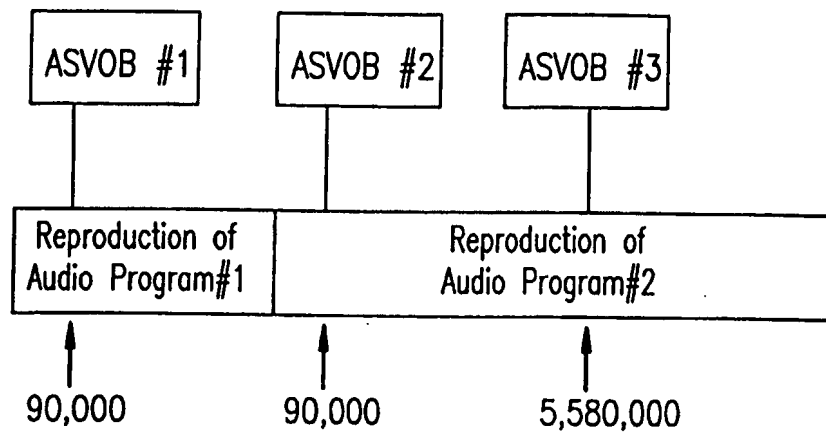 ASVOB #1
ASVOB #2
ASVOB #3
Reproduction of
Audio Program#1
Reproduction of
Audio Program#2
90,000
90,000
5,580,000